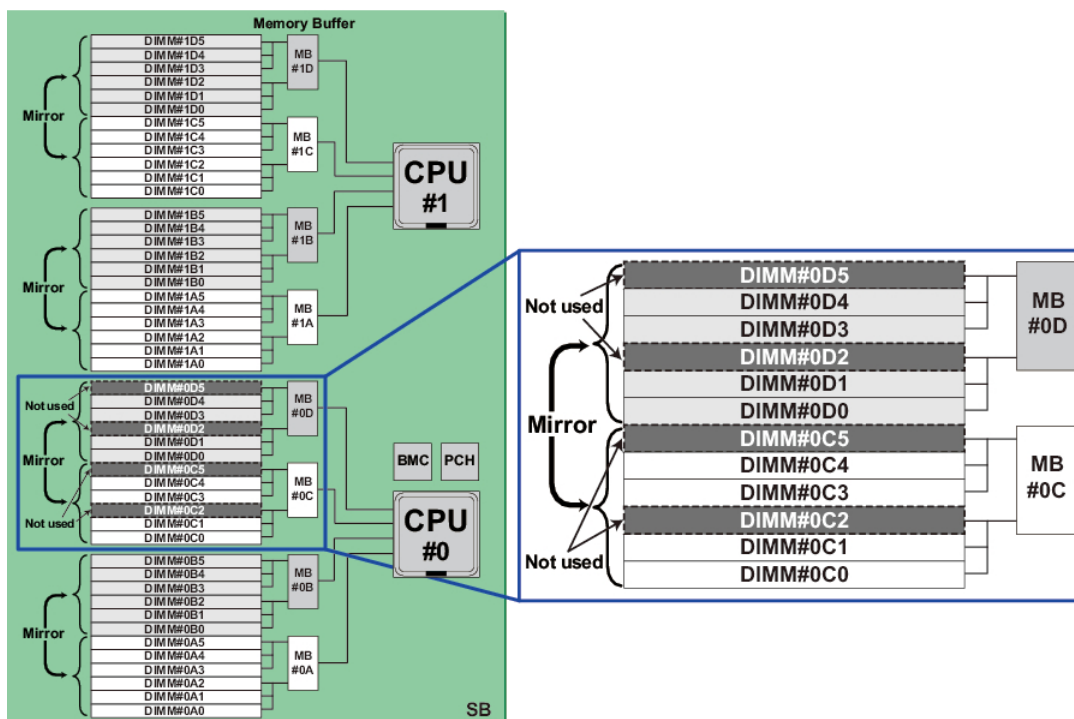 Memory Buffer
DIMM#1D5
DIMM#1D4
DIMM#1D3
DIMM#1D2
DIMM#1D1
DIMM#1D0
MB
#1D
Mirror
DIMM#1C5
DIMM#1C4
DIMM#1C3
DIMM#1C2
DIMM#1C1
DIMM#1C0
MB
#1C
CPU
#1
DIMM#1B5
DIMM#1B4
DIMM#1B3
DIMM#1B2
DIMM#1B1
DIMM#1B0
MB
#1B
Mirror
DIMM#1A5
DIMM#1A4
DIMM#1A3
DIMM#1A2
DIMM#1A1
DIMM#1A0
MB
#1A
DIMM#0D5
DIMM#0D4
DIMM#0D3
DIMM#0D2
DIMM#0D1
DIMM#0D0
MB
#0D
Not used
Mirror
DIMM#0C5
DIMM#0C4
DIMM#0C3
DIMM#0C2
DIMM#0C1
DIMM#0C0
MB
#0C
Not used
BMC
PCH
CPU
#0
DIMM#0B5
DIMM#0B4
DIMM#0B3
DIMM#0B2
DIMM#0B1
DIMM#0B0
MB
#0B
Mirror
DIMM#0A5
DIMM#0A4
DIMM#0A3
DIMM#0A2
DIMM#0A1
DIMM#0A0
MB
#0A
SB
DIMM#0D5
DIMM#0D4
DIMM#0D3
DIMM#0D2
DIMM#0D1
DIMM#0D0
MB
#0D
Not used
Mirror
DIMM#0C5
DIMM#0C4
DIMM#0C3
DIMM#0C2
DIMM#0C1
DIMM#0C0
MB
#0C
Not used